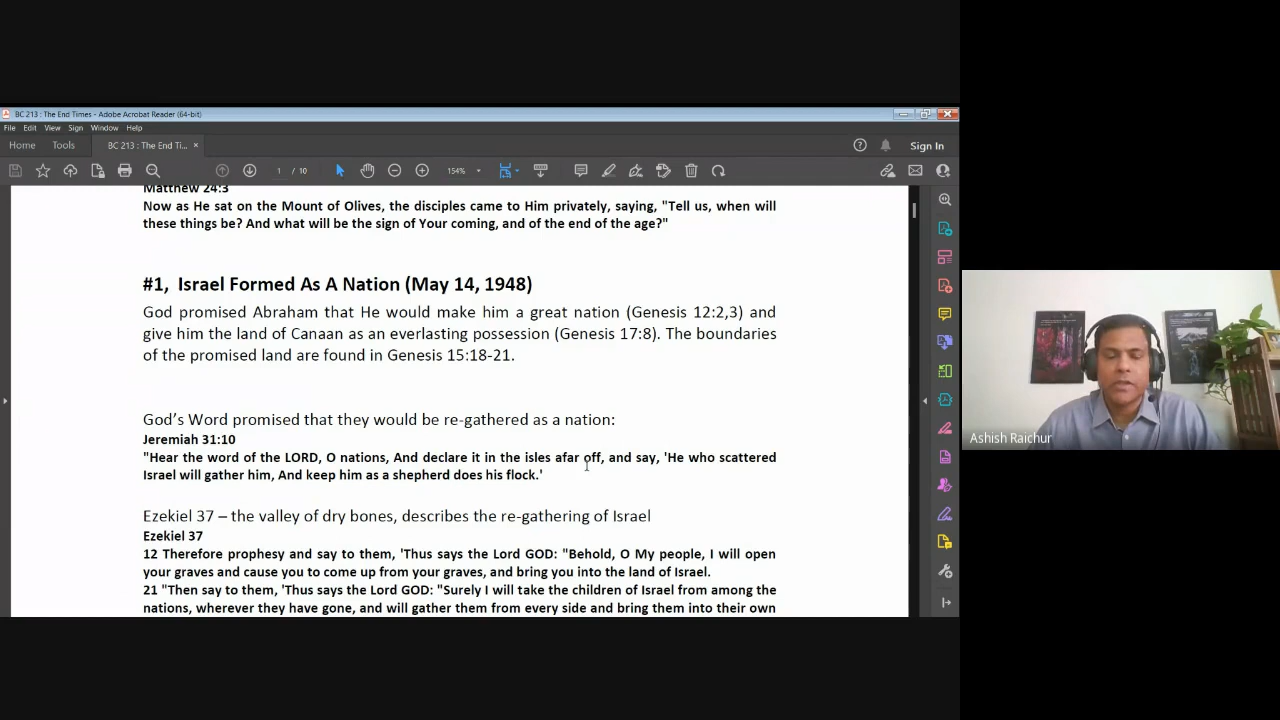 BC 213 : The End Times - Adobe Acrobat Reader (64-bit)
File Edit View Sign Window Help
Home Tools BC 213 : The End Ti... × Sign In
1 / 10 154%
Matthew 24:3
Now as He sat on the Mount of Olives, the disciples came to Him privately, saying, "Tell us, when will
these things be? And what will be the sign of Your coming, and of the end of the age?"
#1, Israel Formed As A Nation (May 14, 1948)
God promised Abraham that He would make him a great nation (Genesis 12:2,3) and
give him the land of Canaan as an everlasting possession (Genesis 17:8). The boundaries
of the promised land are found in Genesis 15:18-21.
God’s Word promised that they would be re-gathered as a nation:
Jeremiah 31:10
"Hear the word of the LORD, O nations, And declare it in the isles afar off, and say, 'He who scattered
Israel will gather him, And keep him as a shepherd does his flock.'
Ezekiel 37 – the valley of dry bones, describes the re-gathering of Israel
Ezekiel 37
12 Therefore prophesy and say to them, 'Thus says the Lord GOD: "Behold, O My people, I will open
your graves and cause you to come up from your graves, and bring you into the land of Israel.
21 "Then say to them, 'Thus says the Lord GOD: "Surely I will take the children of Israel from among the
nations, wherever they have gone, and will gather them from every side and bring them into their own
Ashish Raichur